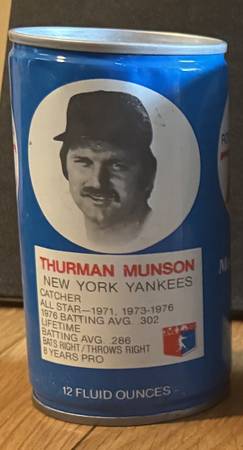 THURMAN MUNSON
NEW YORK YANKEES
CATCHER
ALL STAR—1971, 1973-1976
1976 BATTING AVG. .302
LIFETIME
BATTING AVG. .286
BATS RIGHT/THROWS RIGHT
8 YEARS PRO
12 FLUID OUNCES